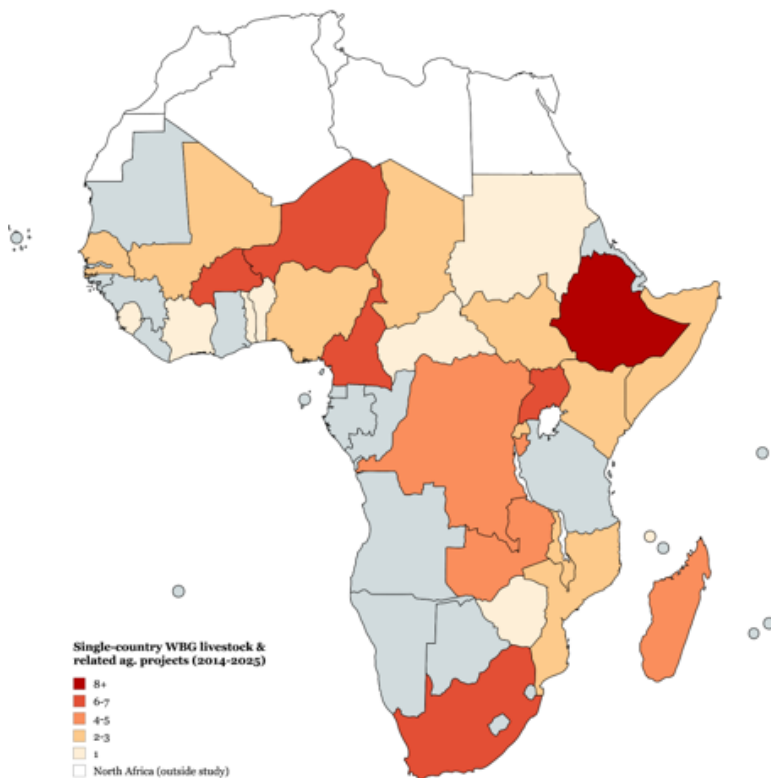 Single-country WBG livestock &
related ag. projects (2014-2025)
8+
6-7
4-5
2-3
1
North Africa (outside study)